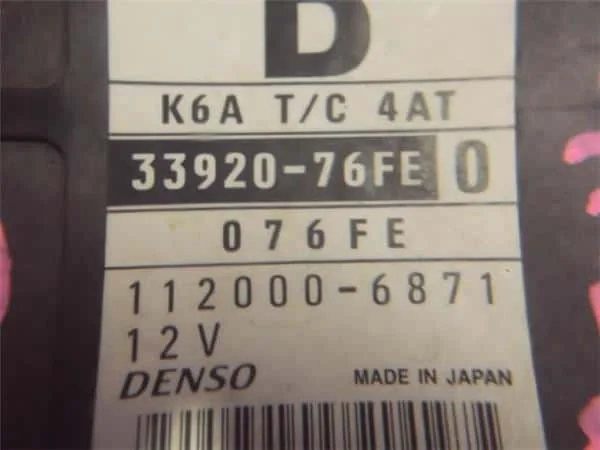 D
K6A T/C 4AT
33920-76FE 0
076FE
112000-6871
12V
DENSO MADE IN JAPAN